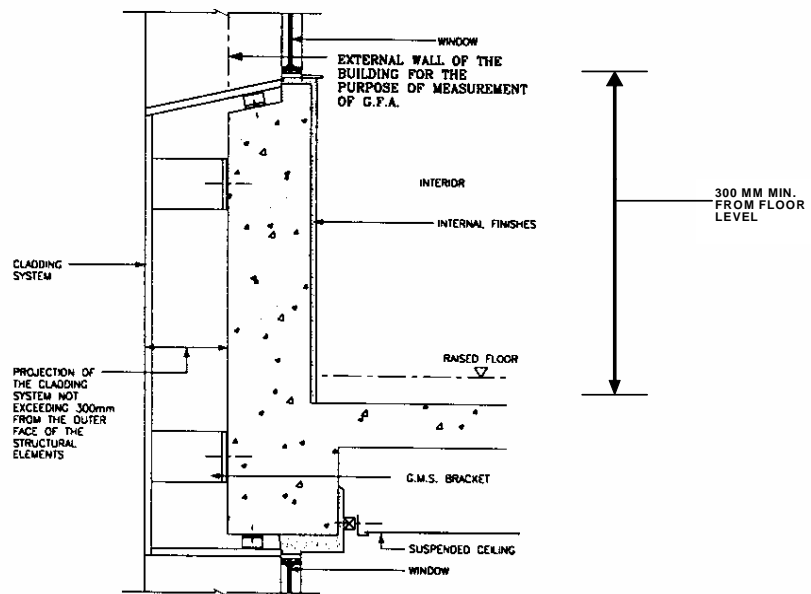 WINDOW
EXTERNAL WALL OF THE
BUILDING FOR THE
PURPOSE OF MEASUREMENT
OF G.F.A.
INTERIOR
300 MM MIN.
FROM FLOOR
LEVEL
INTERNAL FINISHES
CLADDING
SYSTEM
RAISED FLOOR
PROJECTION OF
THE CLADDING
SYSTEM NOT
EXCEEDING 300mm
FROM THE OUTER
FACE OF THE
STRUCTURAL
ELEMENTS
G.M.S. BRACKET
SUSPENDED CEILING
WINDOW